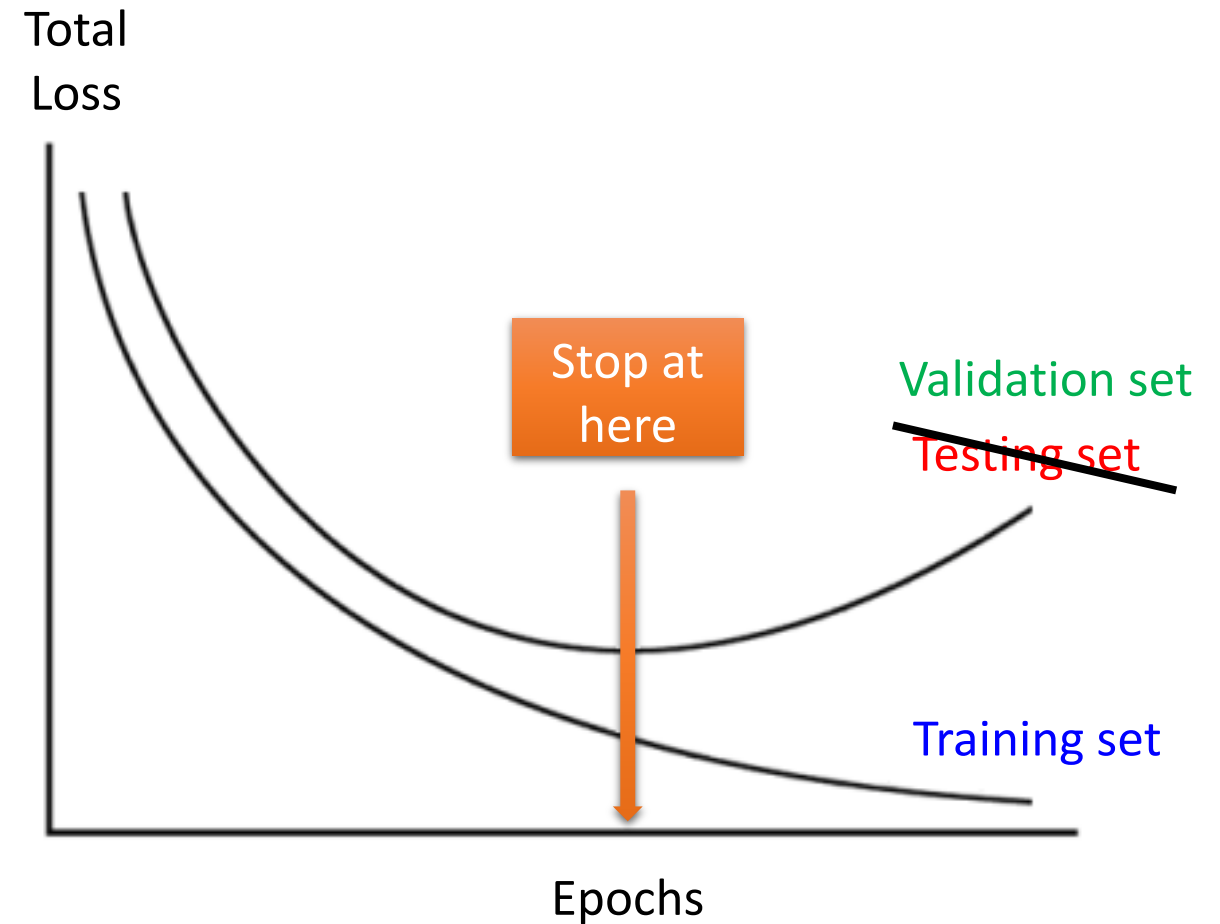 Total
Loss
Stop at
here
Validation set
Testing set
Training set
Epochs